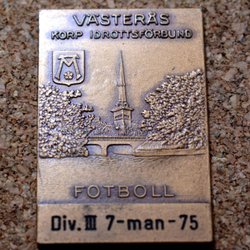 VÄSTERÅS
KORP IDROTTSFÖRBUND
FOTBOLL
Div. III 7-man-75